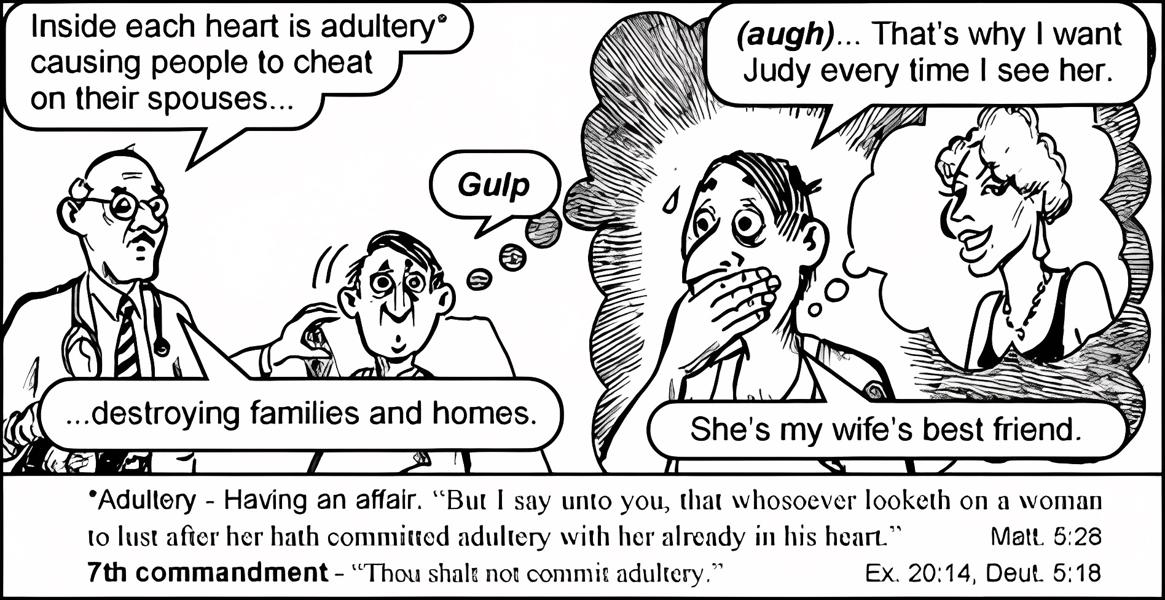 Inside each heart is adultery*
causing people to cheat
on their spouses...
...destroying families and homes.
Gulp
(augh)... That's why I want
Judy every time I see her.
She's my wife's best friend.
*Adultery - Having an affair. “But I say unto you, that whosoever looketh on a woman
to lust after her hath committed adultery with her already in his heart.” Matt. 5:28
7th commandment - “Thou shalt not commit adultery.” Ex. 20:14, Deut. 5:18